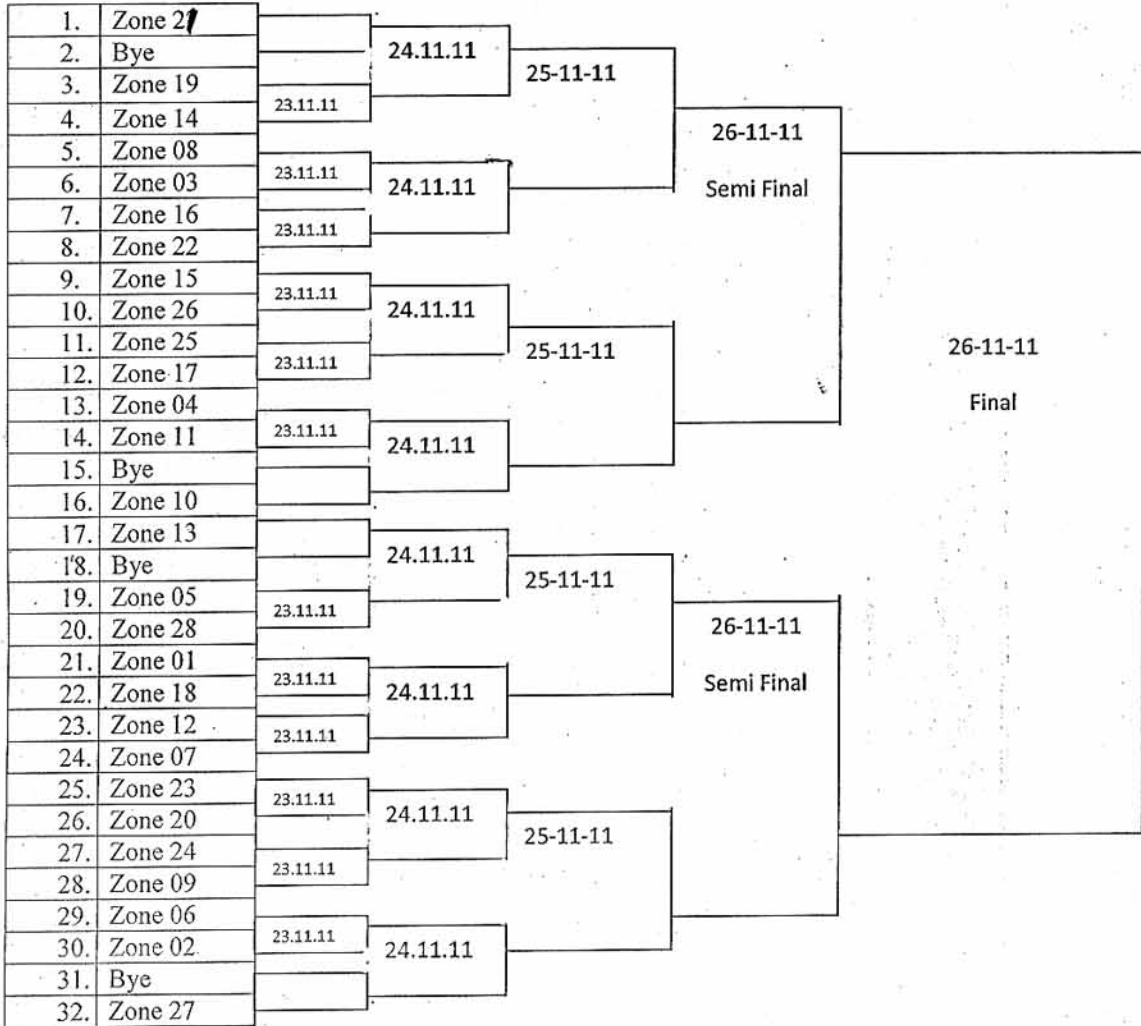 1. Zone 21
2. Bye
3. Zone 19
4. Zone 14
5. Zone 08
6. Zone 03
7. Zone 16
8. Zone 22
9. Zone 15
10. Zone 26
11. Zone 25
12. Zone 17
13. Zone 04
14. Zone 11
15. Bye
16. Zone 10
17. Zone 13
18. Bye
19. Zone 05
20. Zone 28
21. Zone 01
22. Zone 18
23. Zone 12
24. Zone 07
25. Zone 23
26. Zone 20
27. Zone 24
28. Zone 09
29. Zone 06
30. Zone 02
31. Bye
32. Zone 27
23.11.11
23.11.11
23.11.11
23.11.11
23.11.11
23.11.11
23.11.11
23.11.11
23.11.11
23.11.11
23.11.11
23.11.11
24.11.11
24.11.11
24.11.11
24.11.11
24.11.11
24.11.11
24.11.11
24.11.11
25-11-11
25-11-11
25-11-11
25-11-11
26-11-11
Semi Final
26-11-11
Semi Final
26-11-11
Final